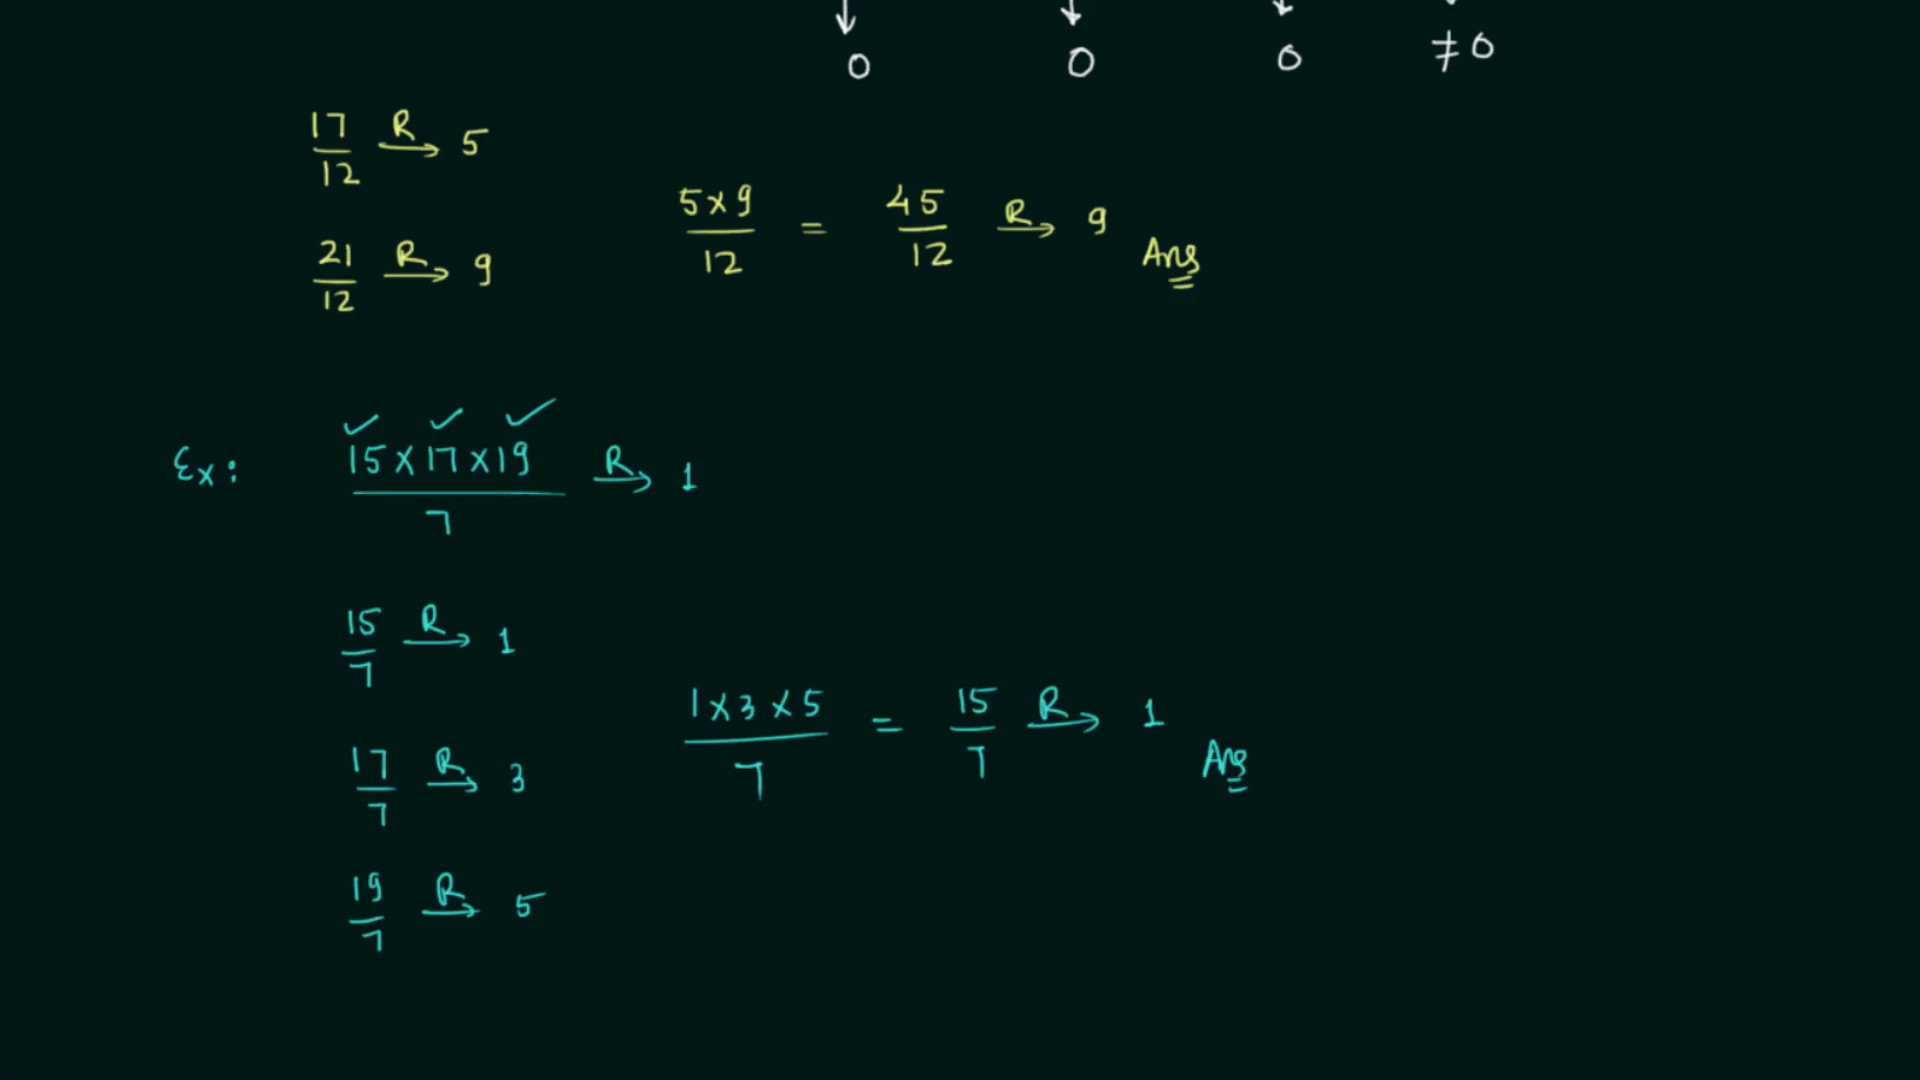 ↓ ↓ ↓
0 0 0 ≠0
17/12 R→ 5
21/12 R→ 9
5×9/12 = 45/12 R→ 9 Ans
Ex: 15×17×19/7 R→ 1
15/7 R→ 1
17/7 R→ 3
19/7 R→ 5
1×3×5/7 = 15/7 R→ 1 Ans